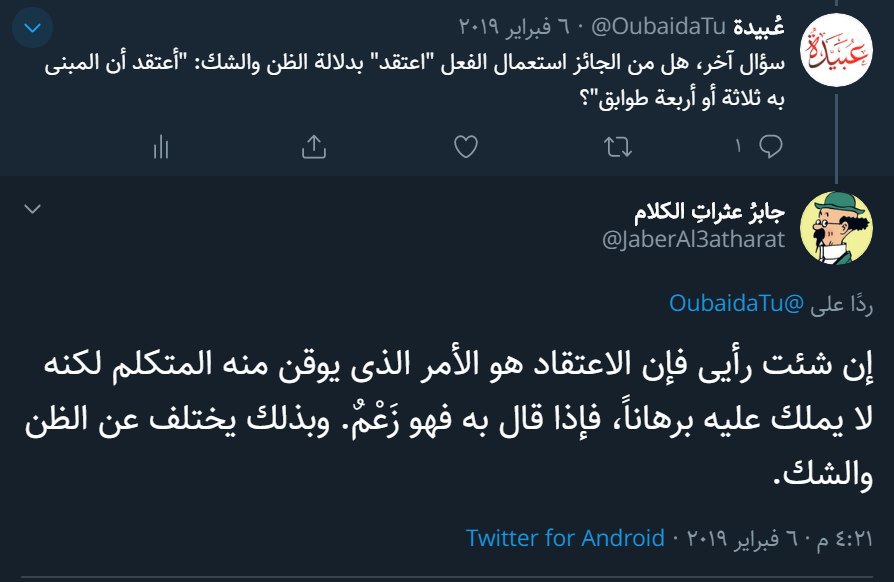 عُبيدة @OubaidaTu · ٦ فبراير ٢٠١٩
سؤال آخر، هل من الجائز استعمال الفعل "اعتقد" بدلالة الظن والشك: "أعتقد أن المبنى
به ثلاثة أو أربعة طوابق"؟
١
جابرُ عثراتِ الكلام
@JaberAl3atharat
ردًا على @OubaidaTu
إن شئت رأيى فإن الاعتقاد هو الأمر الذى يوقن منه المتكلم لكنه
لا يملك عليه برهاناً، فإذا قال به فهو زَعْمٌ. وبذلك يختلف عن الظن
والشك.
٤:٢١ م · ٦ فبراير ٢٠١٩ · Twitter for Android
عُبَيْدَةُ